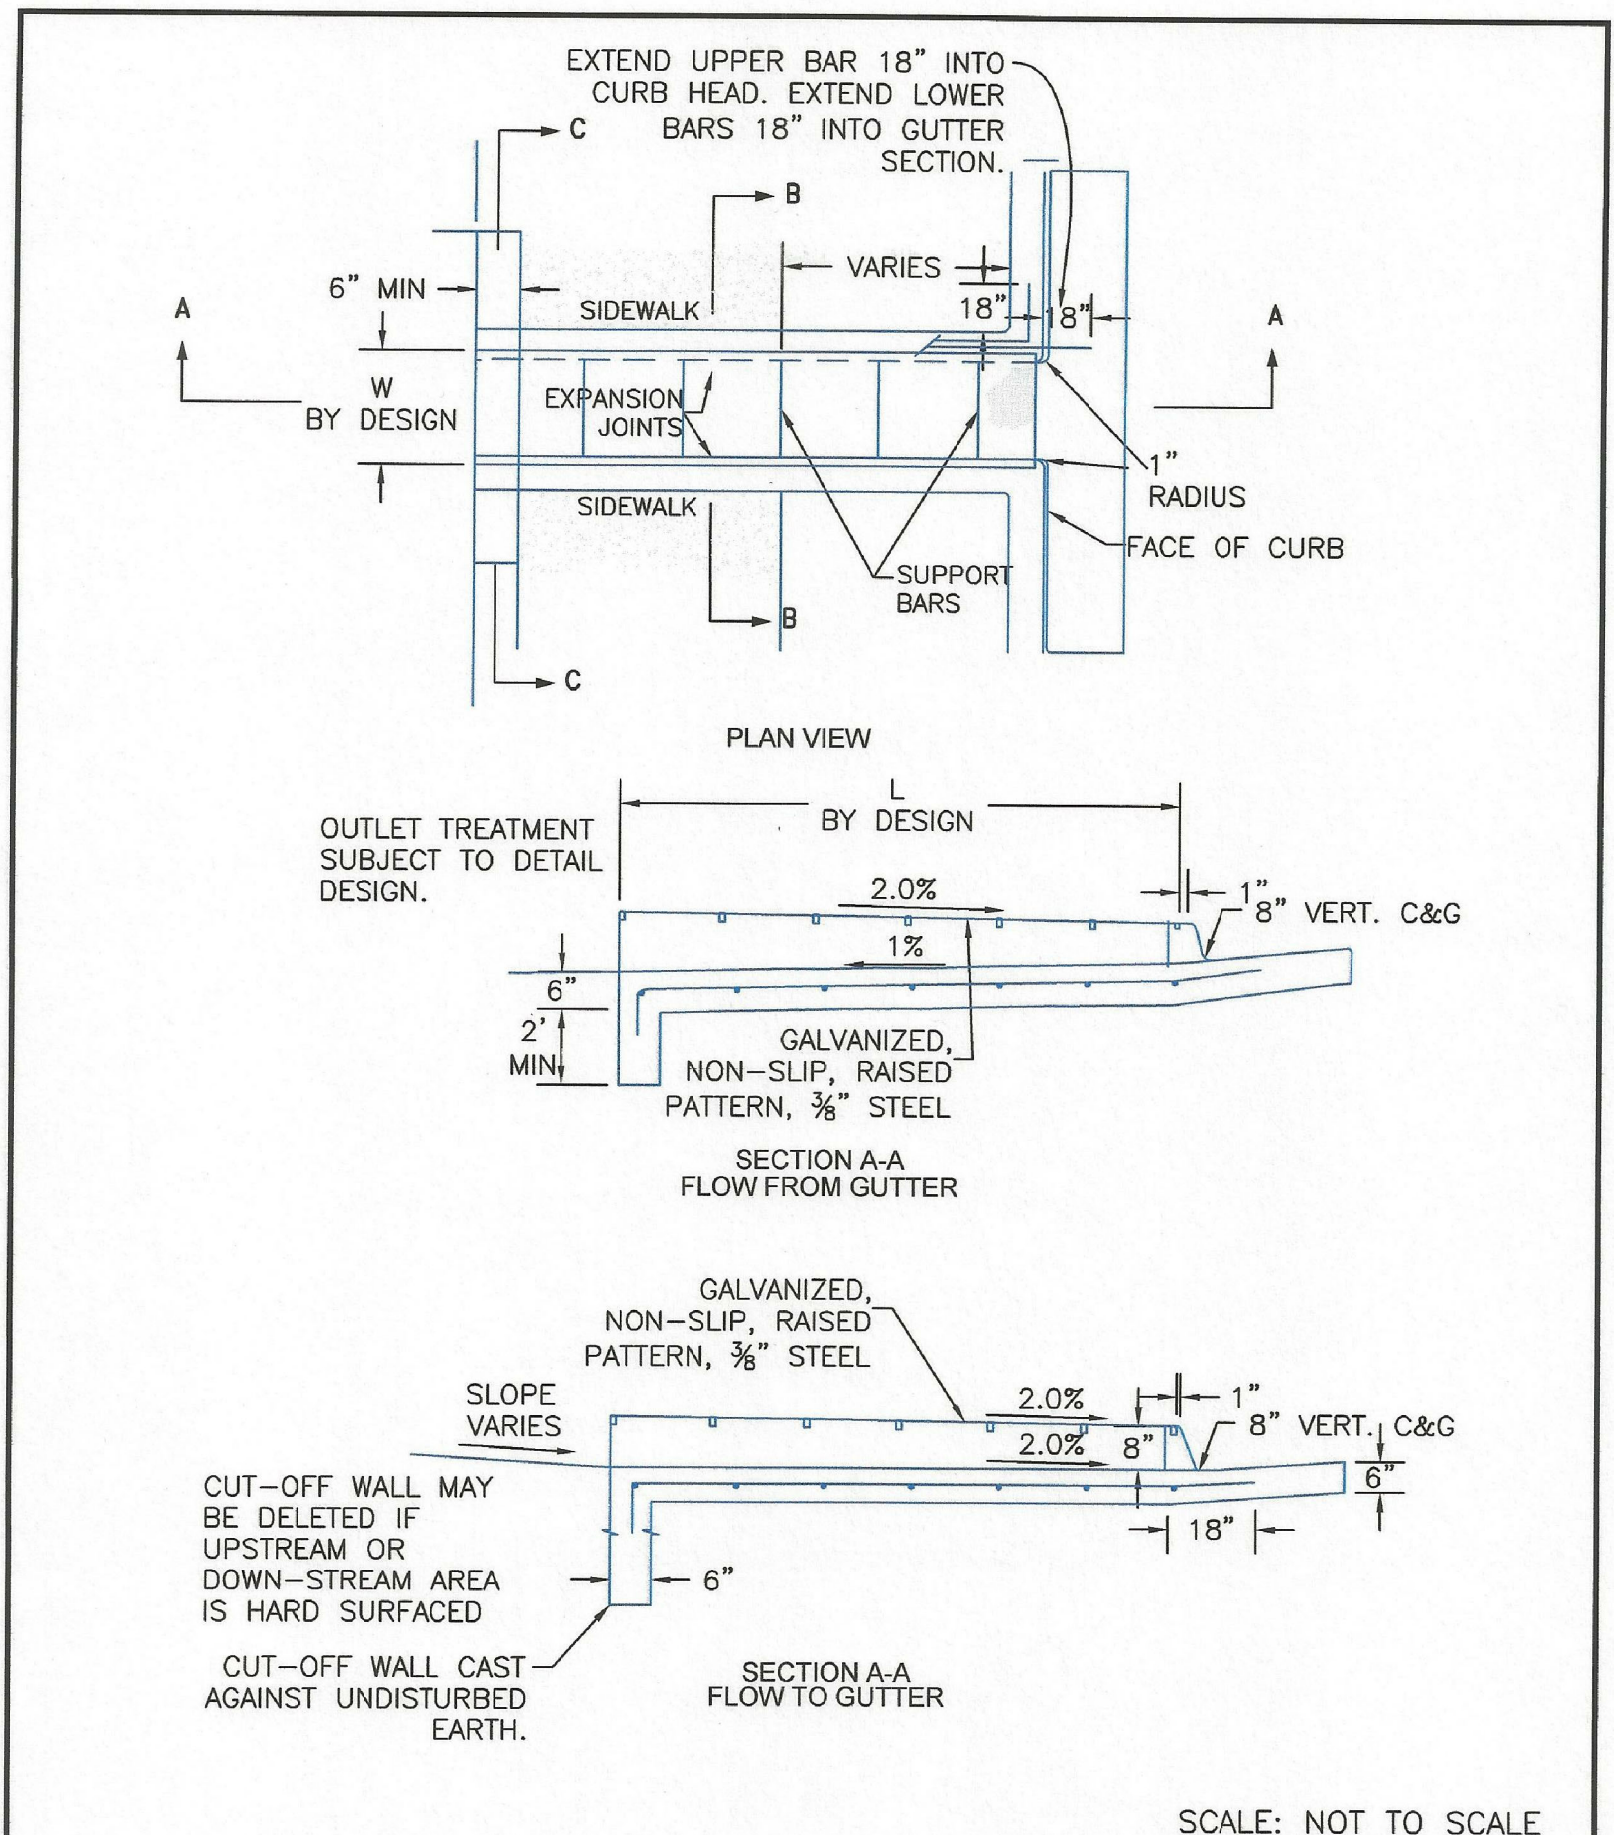 EXTEND UPPER BAR 18" INTO
CURB HEAD. EXTEND LOWER
BARS 18" INTO GUTTER
SECTION.
C
B
VARIES
6" MIN
SIDEWALK
18"
18"
A
A
W
BY DESIGN
EXPANSION
JOINTS
1"
RADIUS
SIDEWALK
FACE OF CURB
SUPPORT
BARS
B
C
PLAN VIEW
L
BY DESIGN
OUTLET TREATMENT
SUBJECT TO DETAIL
DESIGN.
2.0%
1"
8" VERT. C&G
1%
6"
2'
MIN
GALVANIZED,
NON-SLIP, RAISED
PATTERN, 3/8" STEEL
SECTION A-A
FLOW FROM GUTTER
GALVANIZED,
NON-SLIP, RAISED
PATTERN, 3/8" STEEL
SLOPE
VARIES
2.0%
1"
8" VERT. C&G
2.0%
8"
6"
CUT-OFF WALL MAY
BE DELETED IF
UPSTREAM OR
DOWN-STREAM AREA
IS HARD SURFACED
18"
6"
CUT-OFF WALL CAST
AGAINST UNDISTURBED
EARTH.
SECTION A-A
FLOW TO GUTTER
SCALE: NOT TO SCALE